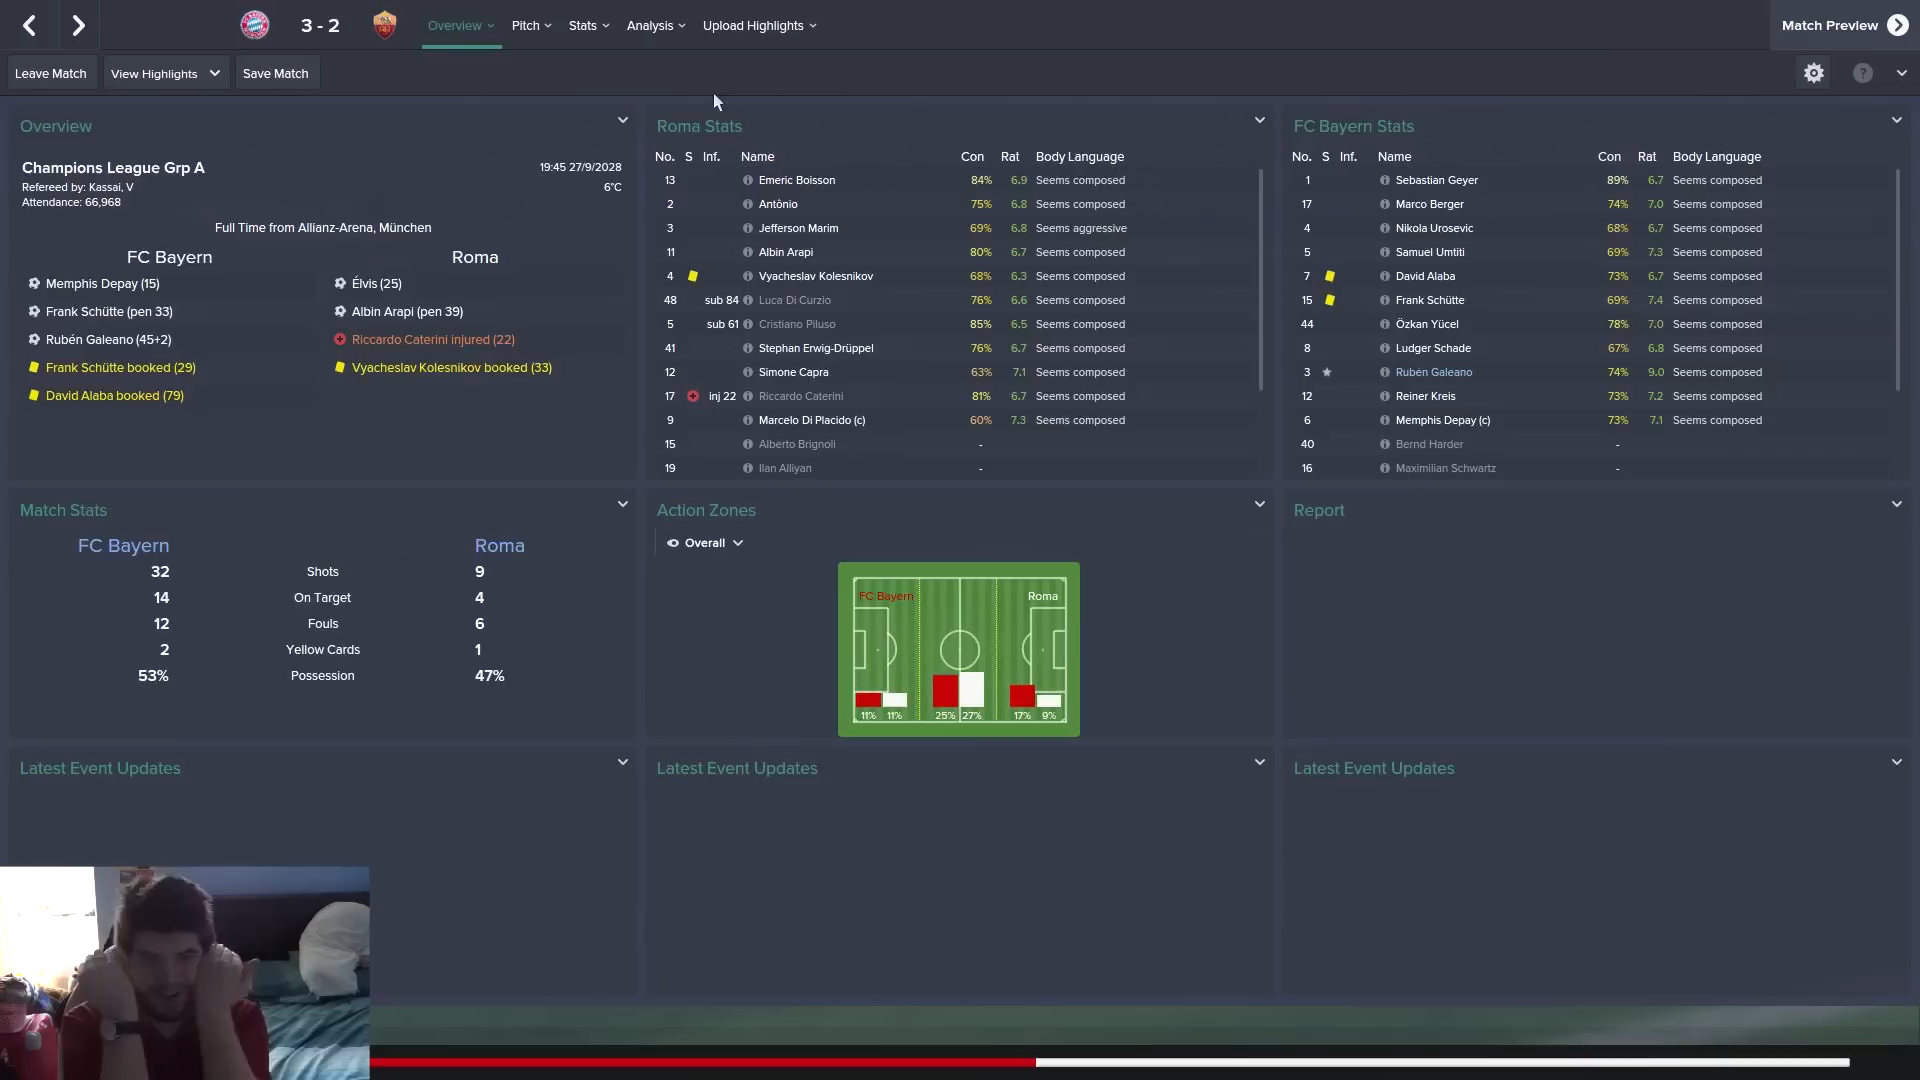 3 - 2
Overview
Pitch
Stats
Analysis
Upload Highlights
Match Preview
Leave Match
View Highlights
Save Match
?
Overview
Champions League Grp A
19:45 27/9/2028
Refereed by: Kassai, V
6°C
Attendance: 66,968
Full Time from Allianz-Arena, München
FC Bayern Roma
Memphis Depay (15) Élvis (25)
Frank Schütte (pen 33) Albin Arapi (pen 39)
Rubén Galeano (45+2) Riccardo Caterini injured (22)
Frank Schütte booked (29) Vyacheslav Kolesnikov booked (33)
David Alaba booked (79)
Roma Stats
No. S Inf. Name Con Rat Body Language
13 Emeric Boisson 84% 6.9 Seems composed
2 Antônio 75% 6.8 Seems composed
3 Jefferson Marim 69% 6.8 Seems aggressive
11 Albin Arapi 80% 6.7 Seems composed
4 Vyacheslav Kolesnikov 68% 6.3 Seems composed
48 sub 84 Luca Di Curzio 76% 6.6 Seems composed
5 sub 61 Cristiano Piluso 85% 6.5 Seems composed
41 Stephan Erwig-Drüppel 76% 6.7 Seems composed
12 Simone Capra 63% 7.1 Seems composed
17 inj 22 Riccardo Caterini 81% 6.7 Seems composed
9 Marcelo Di Placido (c) 60% 7.3 Seems composed
15 Alberto Brignoli -
19 Ilan Alliyan -
FC Bayern Stats
No. S Inf. Name Con Rat Body Language
1 Sebastian Geyer 89% 6.7 Seems composed
17 Marco Berger 74% 7.0 Seems composed
4 Nikola Urosevic 68% 6.7 Seems composed
5 Samuel Umtiti 69% 7.3 Seems composed
7 David Alaba 73% 6.7 Seems composed
15 Frank Schütte 69% 7.4 Seems composed
44 Özkan Yücel 78% 7.0 Seems composed
8 Ludger Schade 67% 6.8 Seems composed
3 Rubén Galeano 74% 9.0 Seems composed
12 Reiner Kreis 73% 7.2 Seems composed
6 Memphis Depay (c) 73% 7.1 Seems composed
40 Bernd Harder -
16 Maximilian Schwartz -
Match Stats
FC Bayern Roma
32 Shots 9
14 On Target 4
12 Fouls 6
2 Yellow Cards 1
53% Possession 47%
Action Zones
Overall
FC Bayern Roma
11% 11% 25% 27% 17% 9%
Report
Latest Event Updates
Latest Event Updates
Latest Event Updates